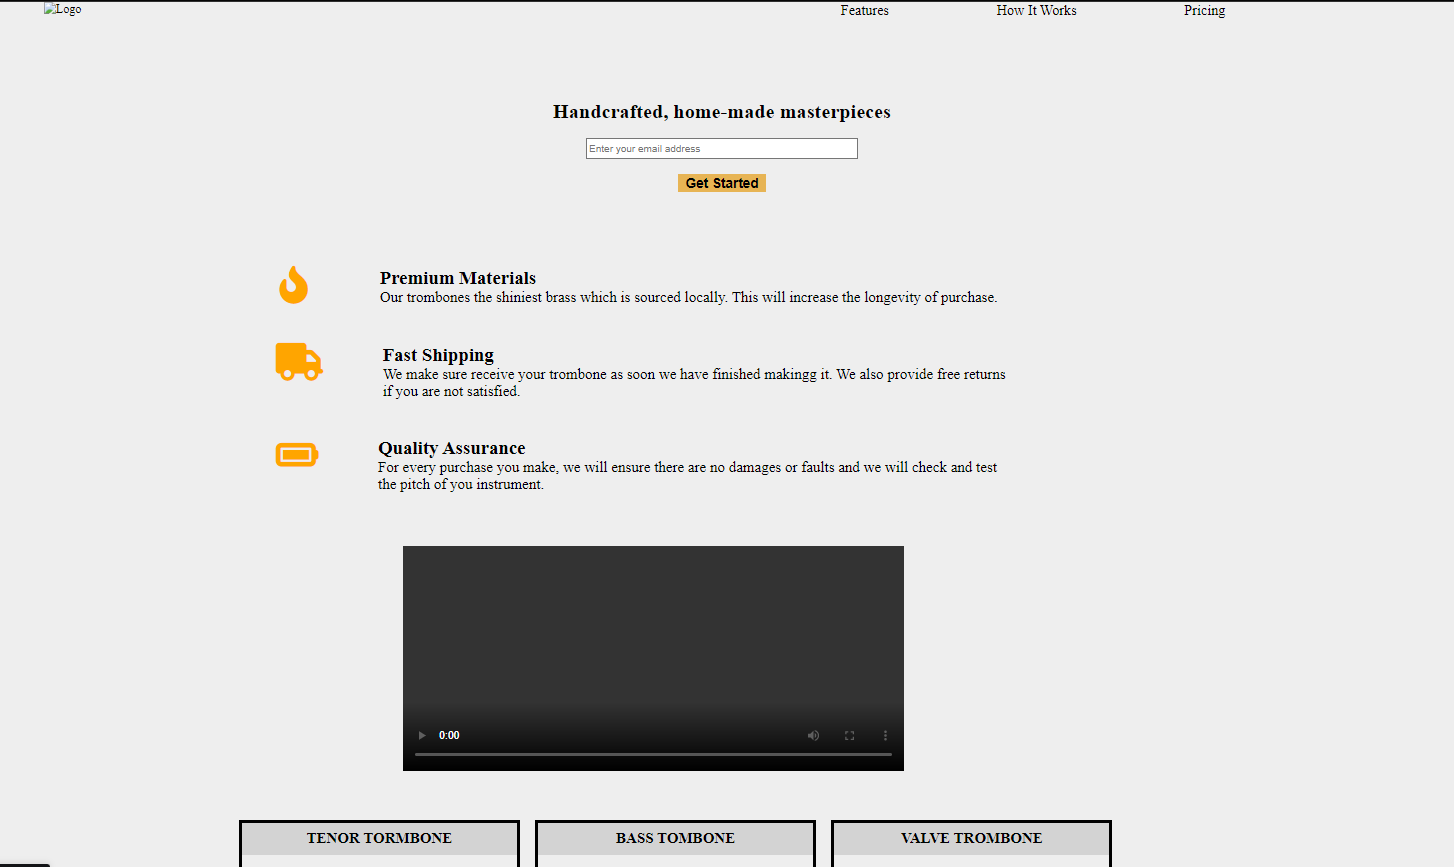 Logo
Features How It Works Pricing
Handcrafted, home-made masterpieces
Enter your email address
Get Started
Premium Materials
Our trombones the shiniest brass which is sourced locally. This will increase the longevity of purchase.
Fast Shipping
We make sure receive your trombone as soon we have finished makingg it. We also provide free returns
if you are not satisfied.
Quality Assurance
For every purchase you make, we will ensure there are no damages or faults and we will check and test
the pitch of you instrument.
0:00
TENOR TORMBONE BASS TOMBONE VALVE TROMBONE